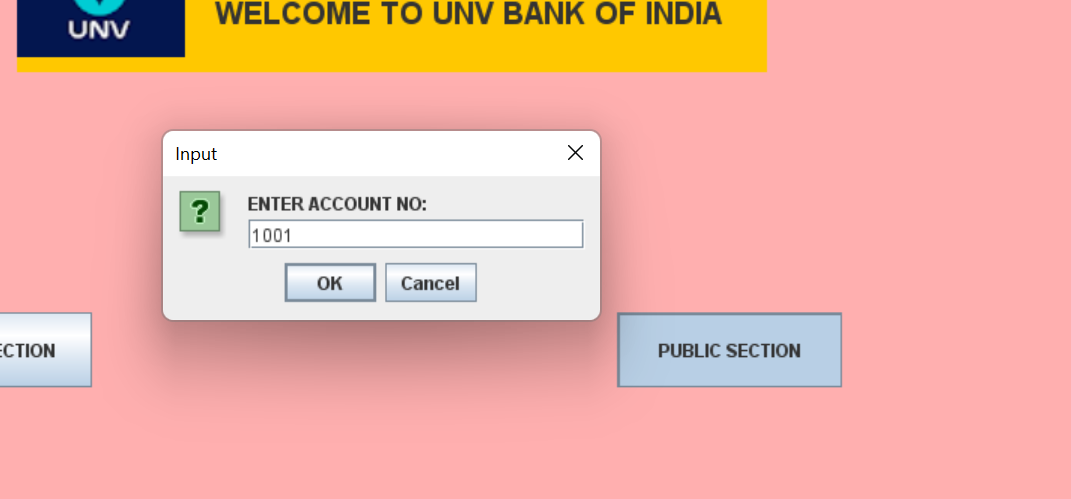 WELCOME TO UNV BANK OF INDIA
UNV
Input
?
ENTER ACCOUNT NO:
1001
OK
Cancel
ECTION
PUBLIC SECTION